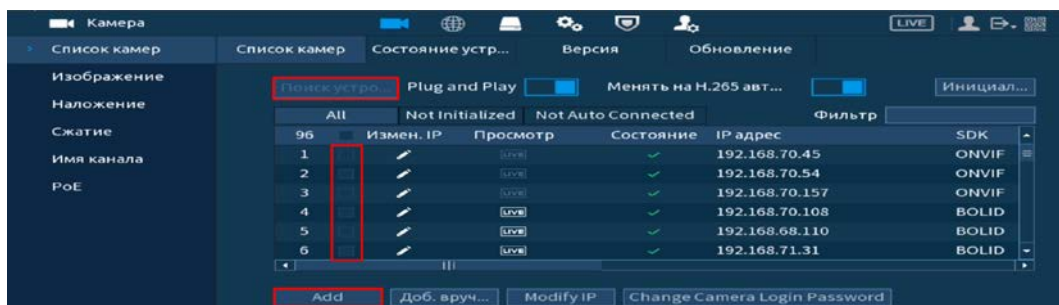 Камера LIVE
Список камер Список камер Состояние устр... Версия Обновление
Изображение
Поиск устро... Plug and Play Менять на H.265 авт... Инициал...
Наложение
All Not Initialized Not Auto Connected Фильтр
Сжатие
96 Измен. IP Просмотр Состояние IP адрес SDK
Имя канала
1 LIVE 192.168.70.45 ONVIF
2 LIVE 192.168.70.54 ONVIF
PoE
3 LIVE 192.168.70.157 ONVIF
4 LIVE 192.168.70.108 BOLID
5 LIVE 192.168.68.110 BOLID
6 LIVE 192.168.71.31 BOLID
Add Доб. вруч... Modify IP Change Camera Login Password